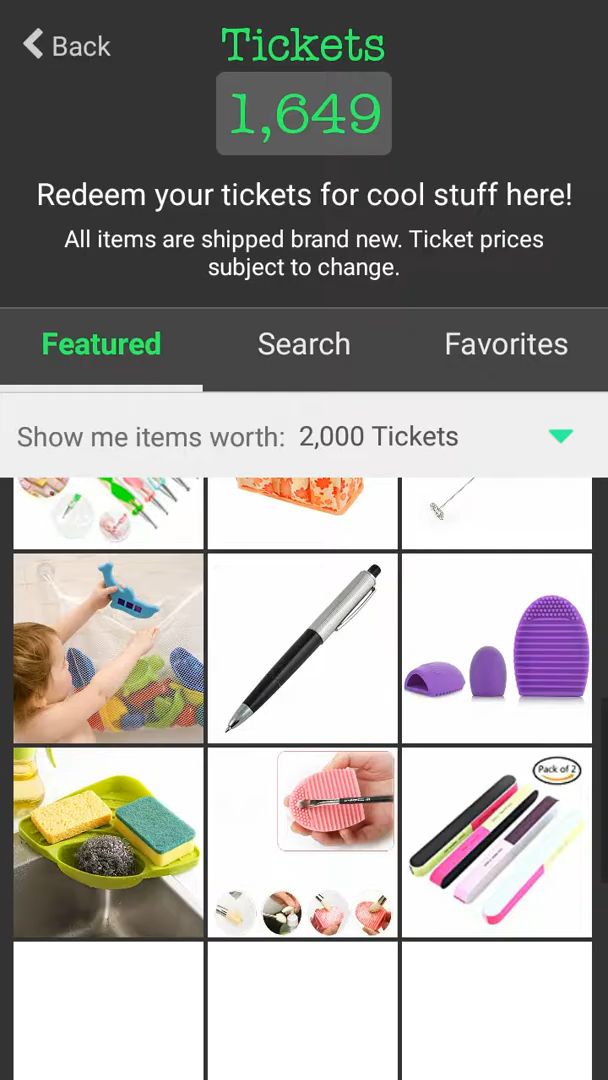 Back
Tickets
1,649
Redeem your tickets for cool stuff here!
All items are shipped brand new. Ticket prices
subject to change.
Featured
Search
Favorites
Show me items worth: 2,000 Tickets
Pack of 2